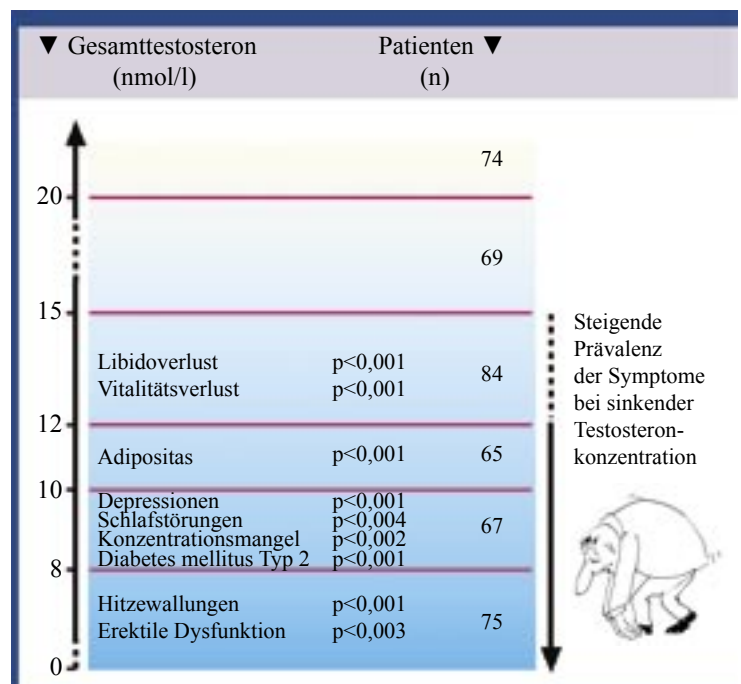 ▼ Gesamttestosteron Patienten ▼
(nmol/l) (n)
74
20
69
15
Libidoverlust p<0,001
Vitalitätsverlust p<0,001
84
12
Adipositas p<0,001 65
10
Depressionen p<0,001
Schlafstörungen p<0,004
Konzentrationsmangel p<0,002
Diabetes mellitus Typ 2 p<0,001
67
8
Hitzewallungen p<0,001
Erektile Dysfunktion p<0,003
75
0
Steigende
Prävalenz
der Symptome
bei sinkender
Testosteron-
konzentration